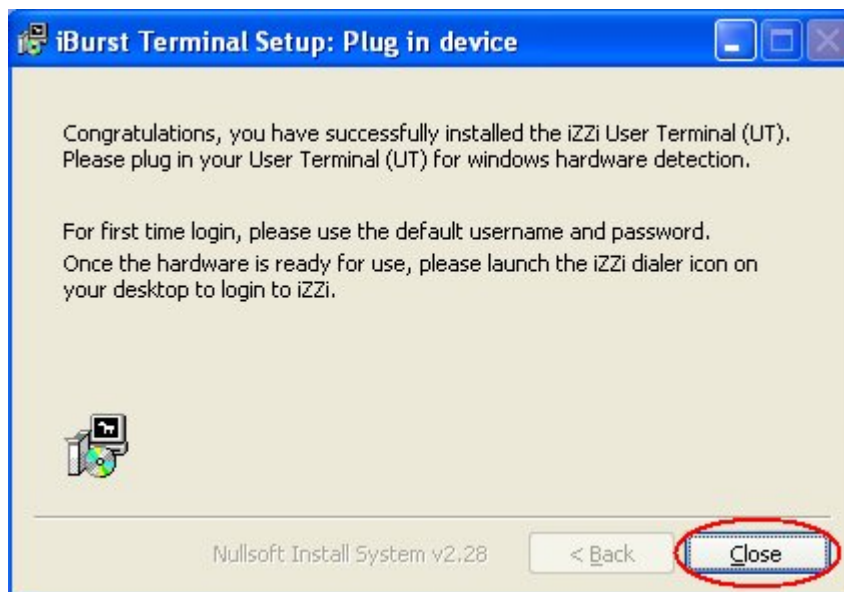 iBurst Terminal Setup: Plug in device
Congratulations, you have successfully installed the iZZi User Terminal (UT).
Please plug in your User Terminal (UT) for windows hardware detection.
For first time login, please use the default username and password.
Once the hardware is ready for use, please launch the iZZi dialer icon on
your desktop to login to iZZi.
Nullsoft Install System v2.28
< Back
Close